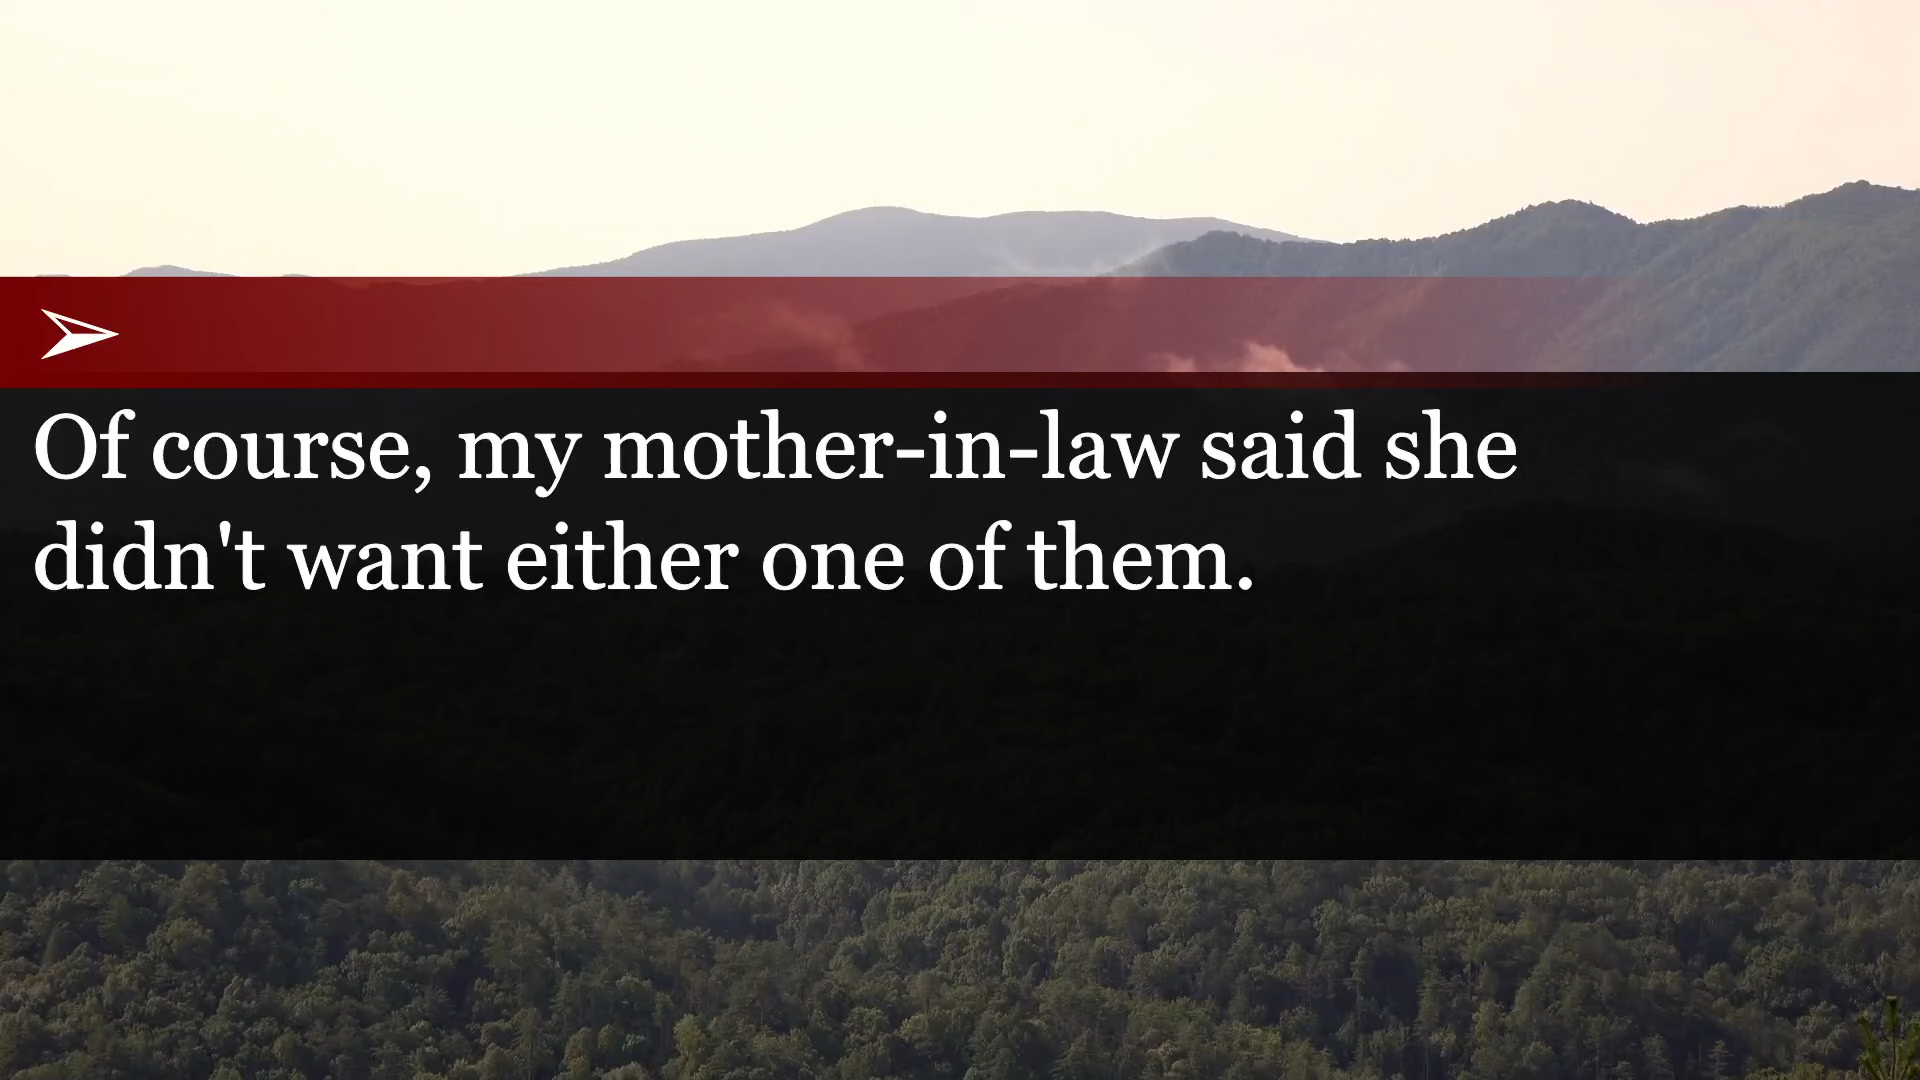 Of course, my mother-in-law said she
didn't want either one of them.